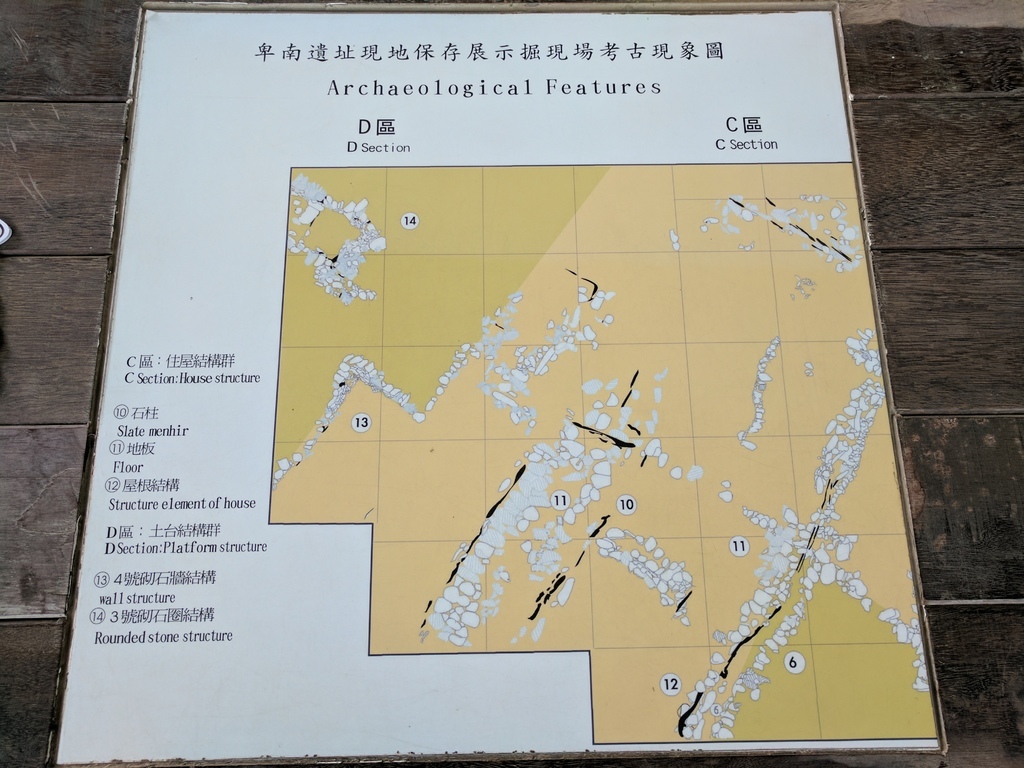 卑南遺址現地保存展示掘現場考古現象圖
Archaeological Features
D區
D Section
C區
C Section
14
13
11
10
11
12
6
6
C區：住屋結構群
C Section:House structure
⑩石柱
Slate menhir
⑪地板
Floor
⑫屋根結構
Structure element of house
D區：土台結構群
D Section:Platform structure
⑬4號砌石牆結構
wall structure
⑭3號砌石圈結構
Rounded stone structure